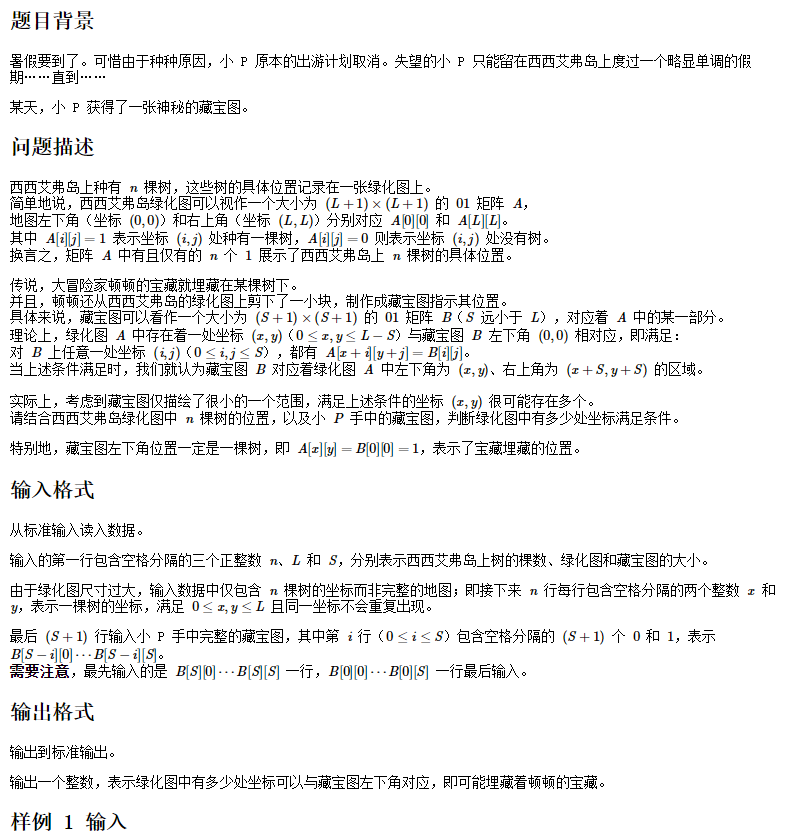 题目背景
暑假要到了。可惜由于种种原因，小 P 原本的出游计划取消。失望的小 P 只能留在西西艾弗岛上度过一个略显单调的假
期……直到……
某天，小 P 获得了一张神秘的藏宝图。
问题描述
西西艾弗岛上种有 n 棵树，这些树的具体位置记录在一张绿化图上。
简单地说，西西艾弗岛绿化图可以视作一个大小为 (L+1)×(L+1) 的 01 矩阵 A，
地图左下角（坐标 (0,0)）和右上角（坐标 (L,L)）分别对应 A[0][0] 和 A[L][L]。
其中 A[i][j]=1 表示坐标 (i,j) 处种有一棵树，A[i][j]=0 则表示坐标 (i,j) 处没有树。
换言之，矩阵 A 中有且仅有的 n 个 1 展示了西西艾弗岛上 n 棵树的具体位置。
传说，大冒险家顿顿的宝藏就埋藏在某棵树下。
并且，顿顿还从西西艾弗岛的绿化图上剪下了一小块，制作成藏宝图指示其位置。
具体来说，藏宝图可以看作一个大小为 (S+1)×(S+1) 的 01 矩阵 B（S 远小于 L），对应着 A 中的某一部分。
理论上，绿化图 A 中存在着一处坐标 (x,y)（0≤x,y≤L−S）与藏宝图 B 左下角 (0,0) 相对应，即满足：
对 B 上任意一处坐标 (i,j)（0≤i,j≤S），都有 A[x+i][y+j]=B[i][j]。
当上述条件满足时，我们就认为藏宝图 B 对应着绿化图 A 中左下角为 (x,y)、右上角为 (x+S,y+S) 的区域。
实际上，考虑到藏宝图仅描绘了很小的一个范围，满足上述条件的坐标 (x,y) 很可能存在多个。
请结合西西艾弗岛绿化图中 n 棵树的位置，以及小 P 手中的藏宝图，判断绿化图中有多少处坐标满足条件。
特别地，藏宝图左下角位置一定是一棵树，即 A[x][y]=B[0][0]=1，表示了宝藏埋藏的位置。
输入格式
从标准输入读入数据。
输入的第一行包含空格分隔的三个正整数 n、L 和 S，分别表示西西艾弗岛上树的棵数、绿化图和藏宝图的大小。
由于绿化图尺寸过大，输入数据中仅包含 n 棵树的坐标而非完整的地图；即接下来 n 行每行包含空格分隔的两个整数 x 和
y，表示一棵树的坐标，满足 0≤x,y≤L 且同一坐标不会重复出现。
最后 (S+1) 行输入小 P 手中完整的藏宝图，其中第 i 行（0≤i≤S）包含空格分隔的 (S+1) 个 0 和 1，表示
B[S−i][0]⋯B[S−i][S]。
需要注意，最先输入的是 B[S][0]⋯B[S][S] 一行，B[0][0]⋯B[0][S] 一行最后输入。
输出格式
输出到标准输出。
输出一个整数，表示绿化图中有多少处坐标可以与藏宝图左下角对应，即可能埋藏着顿顿的宝藏。
样例 1 输入